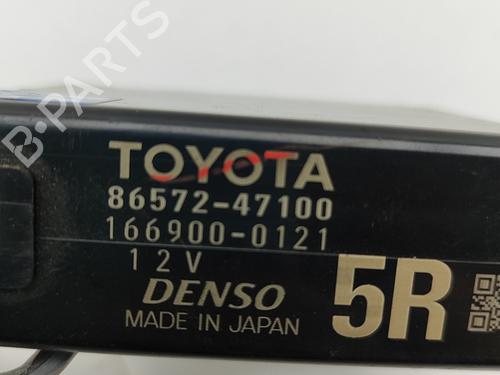 TOYOTA
86572-47100
166900-0121
12V
DENSO
MADE IN JAPAN
5R
B-PARTS